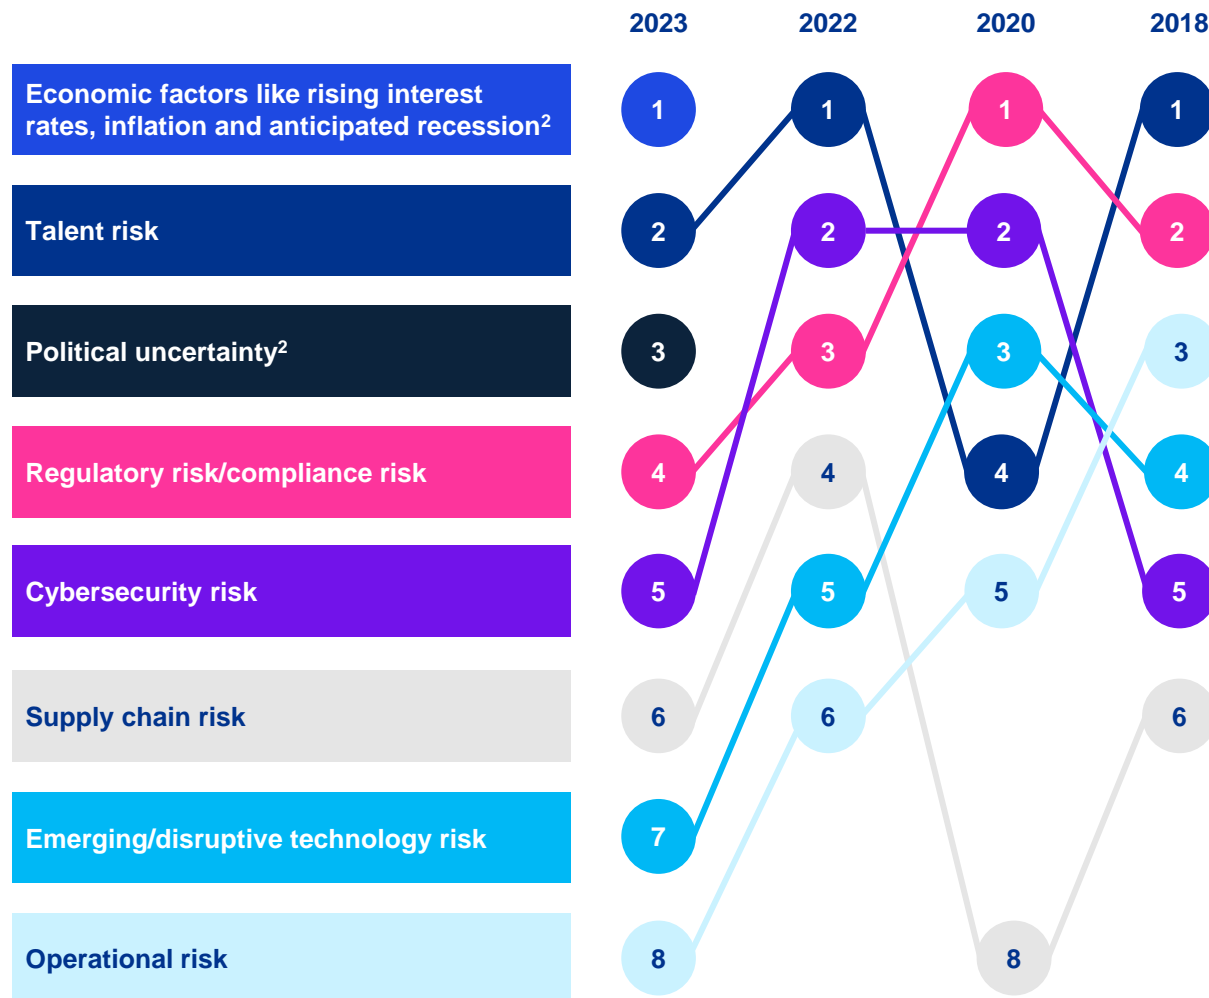 2023 2022 2020 2018
Economic factors like rising interest
rates, inflation and anticipated recession²
1 1 1 1
Talent risk
2 2 2 2
Political uncertainty²
3 3 3 3
Regulatory risk/compliance risk
4 4 4 4
Cybersecurity risk
5 5 5 5
Supply chain risk
6 6 6
Emerging/disruptive technology risk
7
Operational risk
8 8